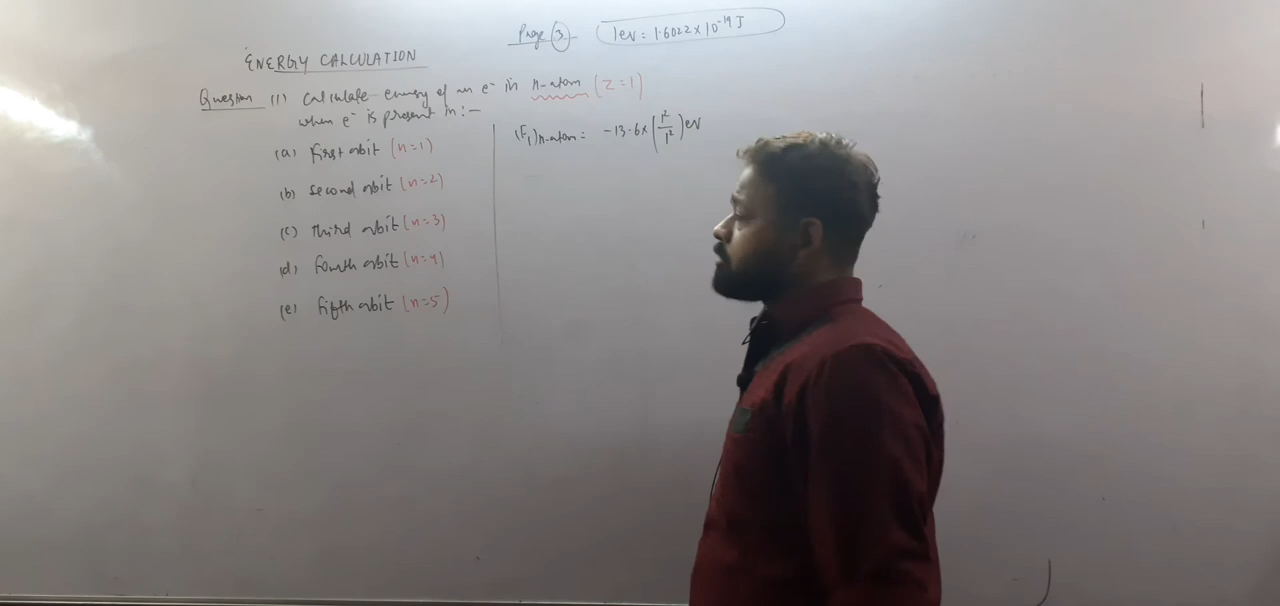 Page 3
1ev = 1.6022 x 10⁻¹⁹ J
ENERGY CALCULATION
Question (1) Calculate energy of an e⁻ in H-atom (Z=1)
when e⁻ is present in:-
(a) First orbit (n=1)
(b) Second orbit (n=2)
(c) Third orbit (n=3)
(d) Fourth orbit (n=4)
(e) Fifth orbit (n=5)
(E₁)H-atom = -13.6 x (1²/1²) ev